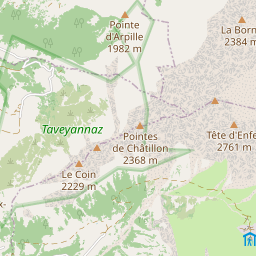 Pointe
d'Arpille
1982 m
La Born
2384 m
Taveyannaz
Pointes
de Châtillon
2368 m
Tête d'Enfe
2761 m
Le Coin
2229 m
x-